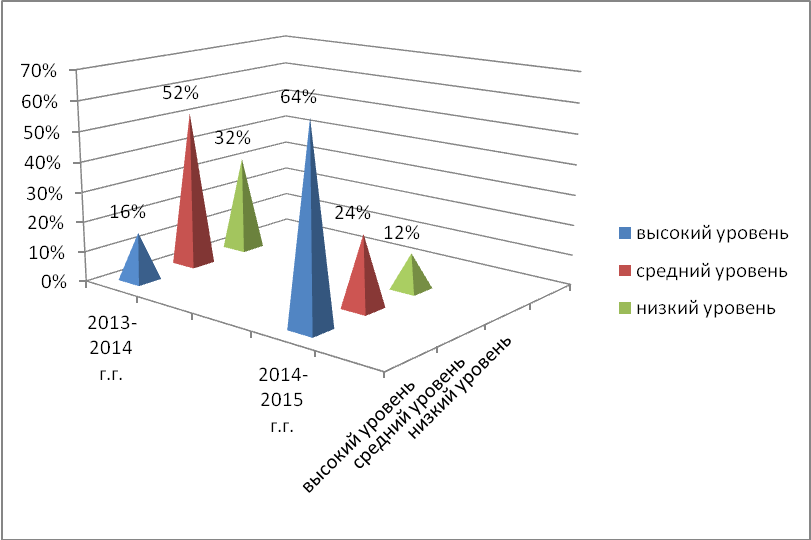 70%
60%
50%
40%
30%
20%
10%
0%
16%
52%
32%
64%
24%
12%
2013-
2014
г.г.
2014-
2015
г.г.
высокий уровень
средний уровень
низкий уровень
высокий уровень
средний уровень
низкий уровень